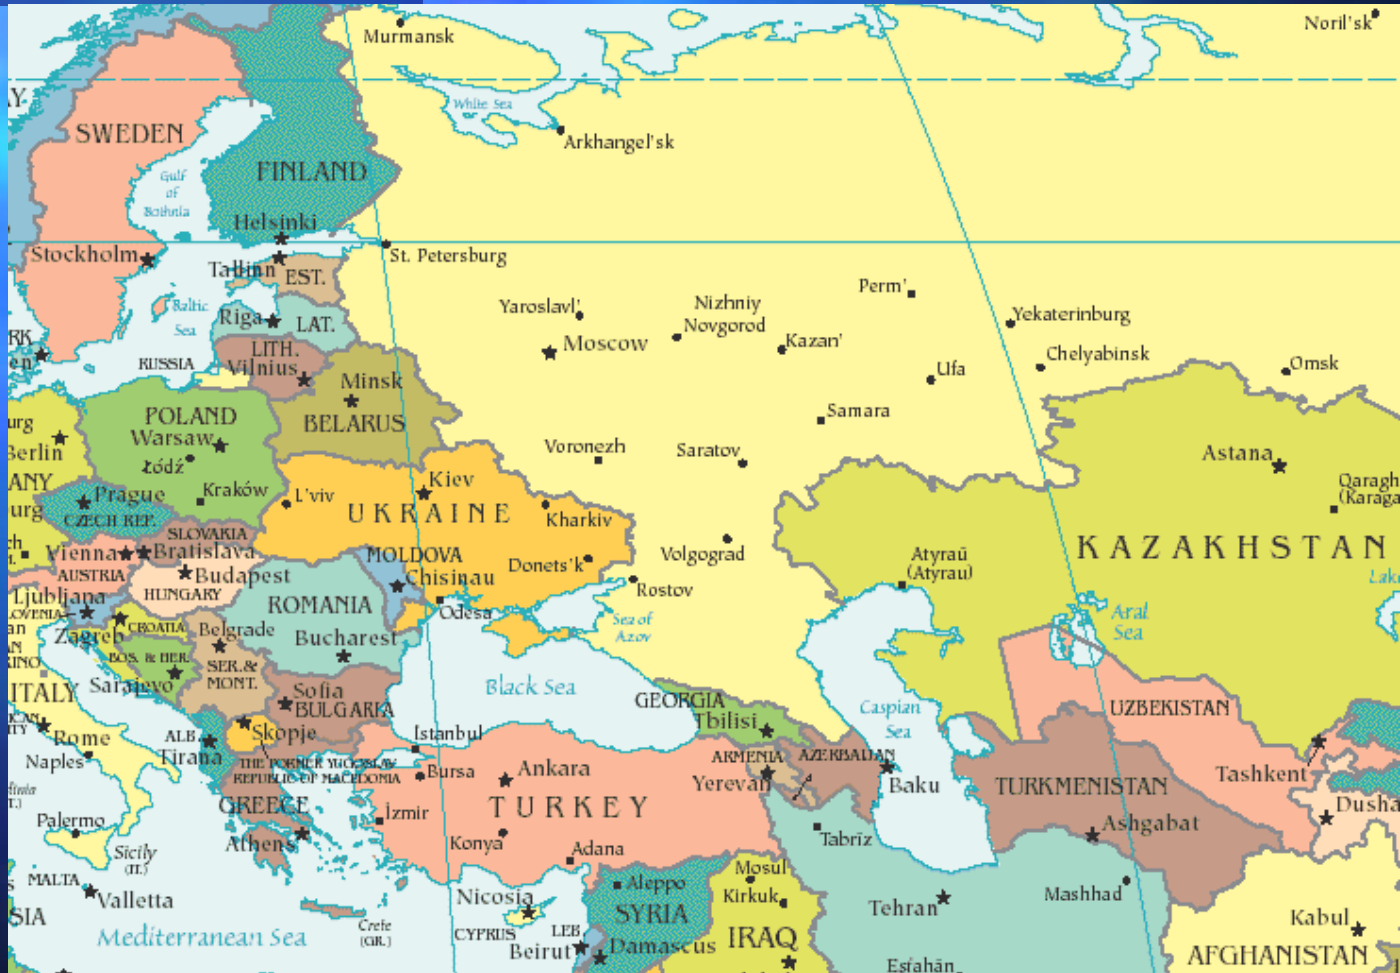 Noril'sk
Murmansk
White Sea
SWEDEN
Arkhangel'sk
FINLAND
Gulf
of
Bothnia
Helsinki
Stockholm
St. Petersburg
Tallinn
EST.
Perm'
Yaroslavl'
Nizhniy
Novgorod
Baltic
Sea
Riga
LAT.
Yekaterinburg
Moscow
Kazan'
LITH.
Vilnius
RUSSIA
Chelyabinsk
Omsk
Ufa
Minsk
BELARUS
POLAND
Warsaw
Samara
Berlin
Łódź
Voronezh
Saratov
Astana
Prague
Kraków
L'viv
Kiev
UKRAINE
Kharkiv
Qaragh
(Karaga
CZECH REP.
SLOVAKIA
Vienna
Bratislava
MOLDOVA
Volgograd
KAZAKHSTAN
AUSTRIA
Budapest
Chisinau
Donets'k
Atyraū
(Atyrau)
HUNGARY
Ljubljana
ROMANIA
Odesa
Rostov
Sea of
Azov
Aral
Sea
Zagreb
CROATIA
Belgrade
Bucharest
BOS. & HER.
SER. &
MONT.
Sarajevo
Sofia
BULGARIA
Black Sea
GEORGIA
Tbilisi
Caspian
Sea
UZBEKISTAN
ITALY
Rome
ALB.
Tirana
Skopje
THE FORMER YUGOSLAV
REPUBLIC OF MACEDONIA
Istanbul
Bursa
Ankara
ARMENIA
AZERBAIJAN
Yerevan
Baku
TURKMENISTAN
Tashkent
Naples
GREECE
TURKEY
Dusha
Palermo
Athens
İzmir
Konya
Adana
Tabrīz
Ashgabat
Sicily
(IT.)
MALTA
Valletta
Nicosia
Aleppo
Mosul
Kirkuk
Tehran
Mashhad
Crete
(GR.)
CYPRUS
LEB.
SYRIA
Kabul
Mediterranean Sea
Beirut
Damascus
IRAQ
AFGHANISTAN
Eşfahān